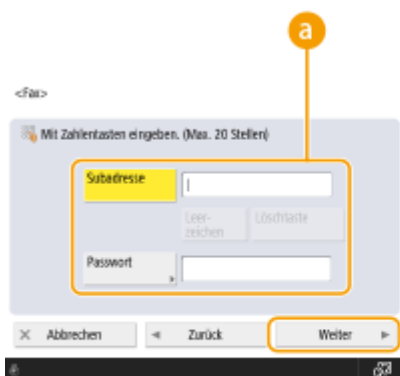 a
<Fax>
Mit Zahlentasten eingeben. (Max. 20 Stellen)
Subadresse
Leer-
zeichen
Löschtaste
Passwort
Abbrechen
Zurück
Weiter